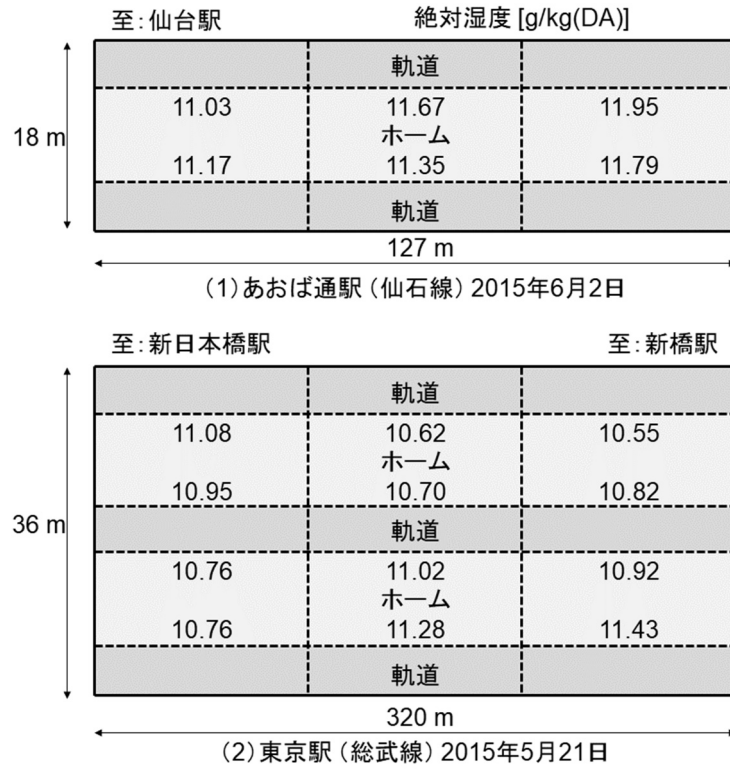 至：仙台駅 絶対湿度 [g/kg(DA)]
軌道
11.03 11.67 11.95
ホーム
18 m
11.17 11.35 11.79
軌道
127 m
(1)あおば通駅（仙石線）2015年6月2日
至：新日本橋駅 至：新橋駅
軌道
11.08 10.62 10.55
ホーム
10.95 10.70 10.82
36 m 軌道
10.76 11.02 10.92
ホーム
10.76 11.28 11.43
軌道
320 m
(2)東京駅（総武線）2015年5月21日